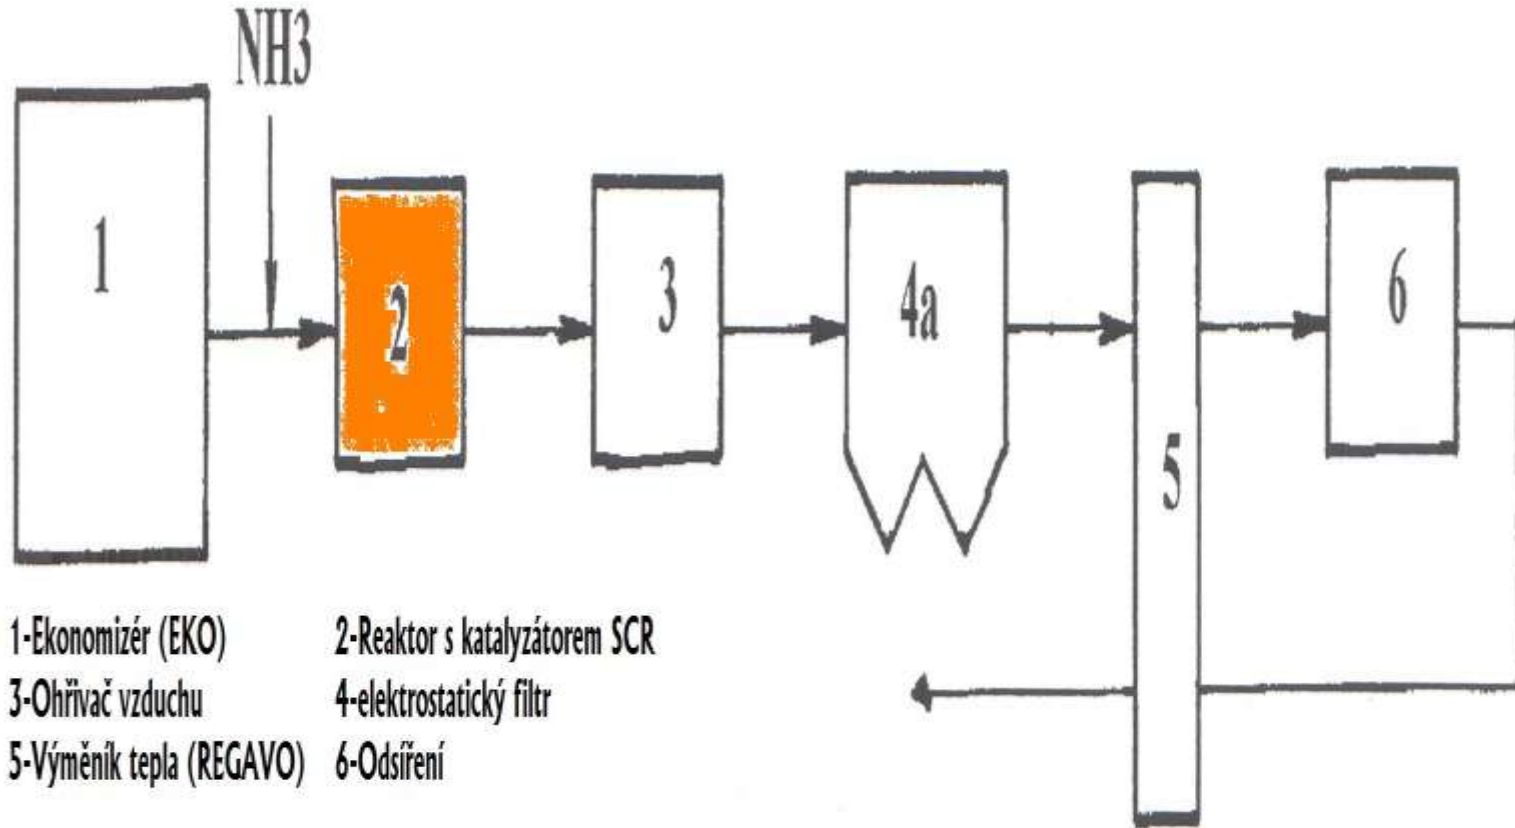 NH3
1
2
3
4a
5
6
1-Ekonomizér (EKO)
2-Reaktor s katalyzátorem SCR
3-Ohřívač vzduchu
4-elektrostatický filtr
5-Výměník tepla (REGAVO)
6-Odsíření